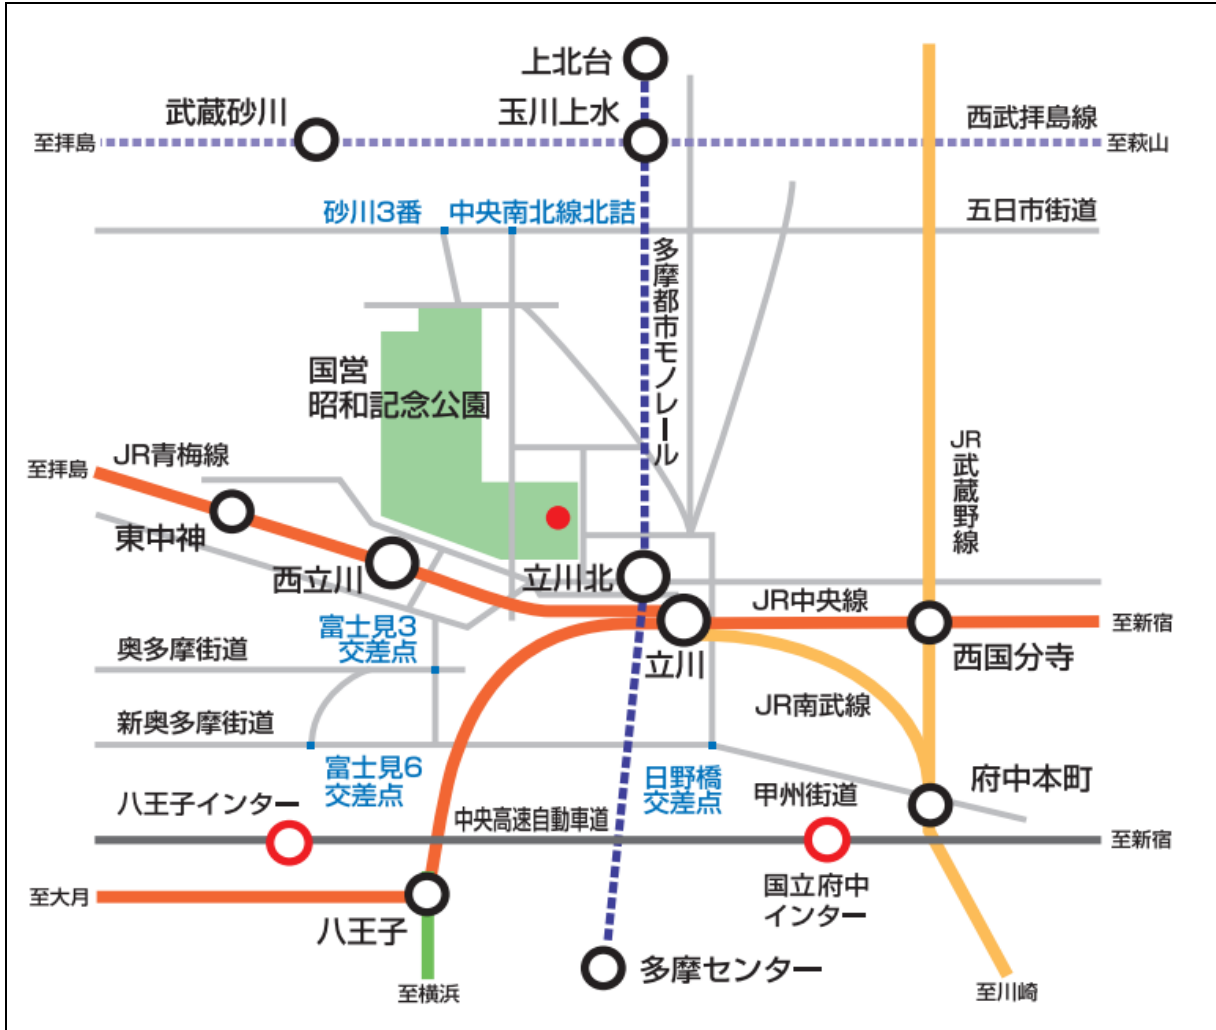 上北台
武蔵砂川
玉川上水
西武拝島線
至拝島
至萩山
砂川3番
中央南北線北詰
五日市街道
多摩都市モノレール
国営
昭和記念公園
JR青梅線
至拝島
JR武蔵野線
東中神
西立川
立川北
JR中央線
至新宿
富士見3
交差点
奥多摩街道
立川
西国分寺
JR南武線
新奥多摩街道
富士見6
交差点
日野橋
交差点
府中本町
甲州街道
八王子インター
中央高速自動車道
至新宿
国立府中
インター
至大月
八王子
多摩センター
至横浜
至川崎